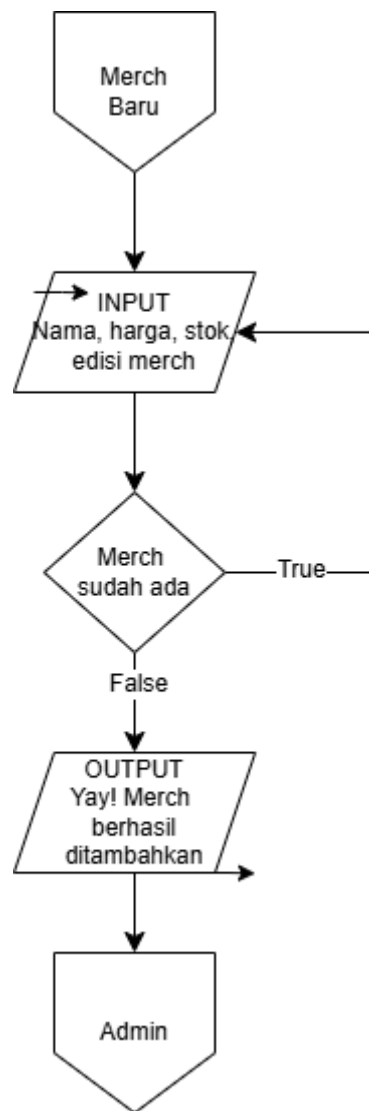 Merch
Baru
INPUT
Nama, harga, stok,
edisi merch
Merch
sudah ada
True
False
OUTPUT
Yay! Merch
berhasil
ditambahkan
Admin